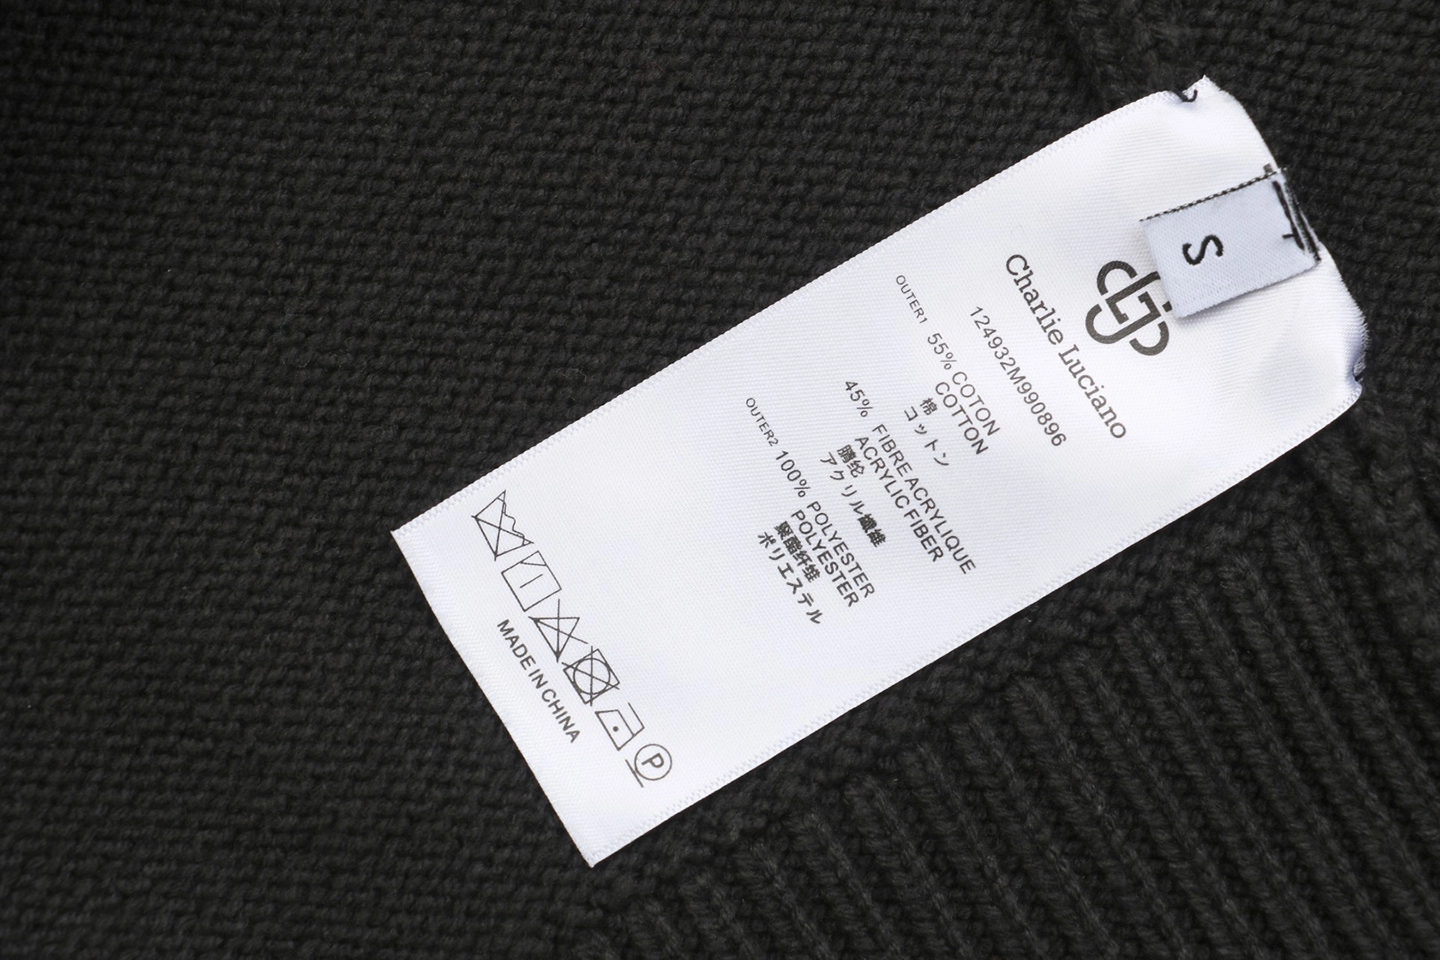 S
Charlie Luciano
124932M990896
OUTER1 55% COTON
COTTON
棉
コットン
45% FIBRE ACRYLIQUE
ACRYLIC FIBER
腈纶
アクリル繊維
OUTER2 100% POLYESTER
POLYESTER
聚酯纤维
ポリエステル
P
MADE IN CHINA